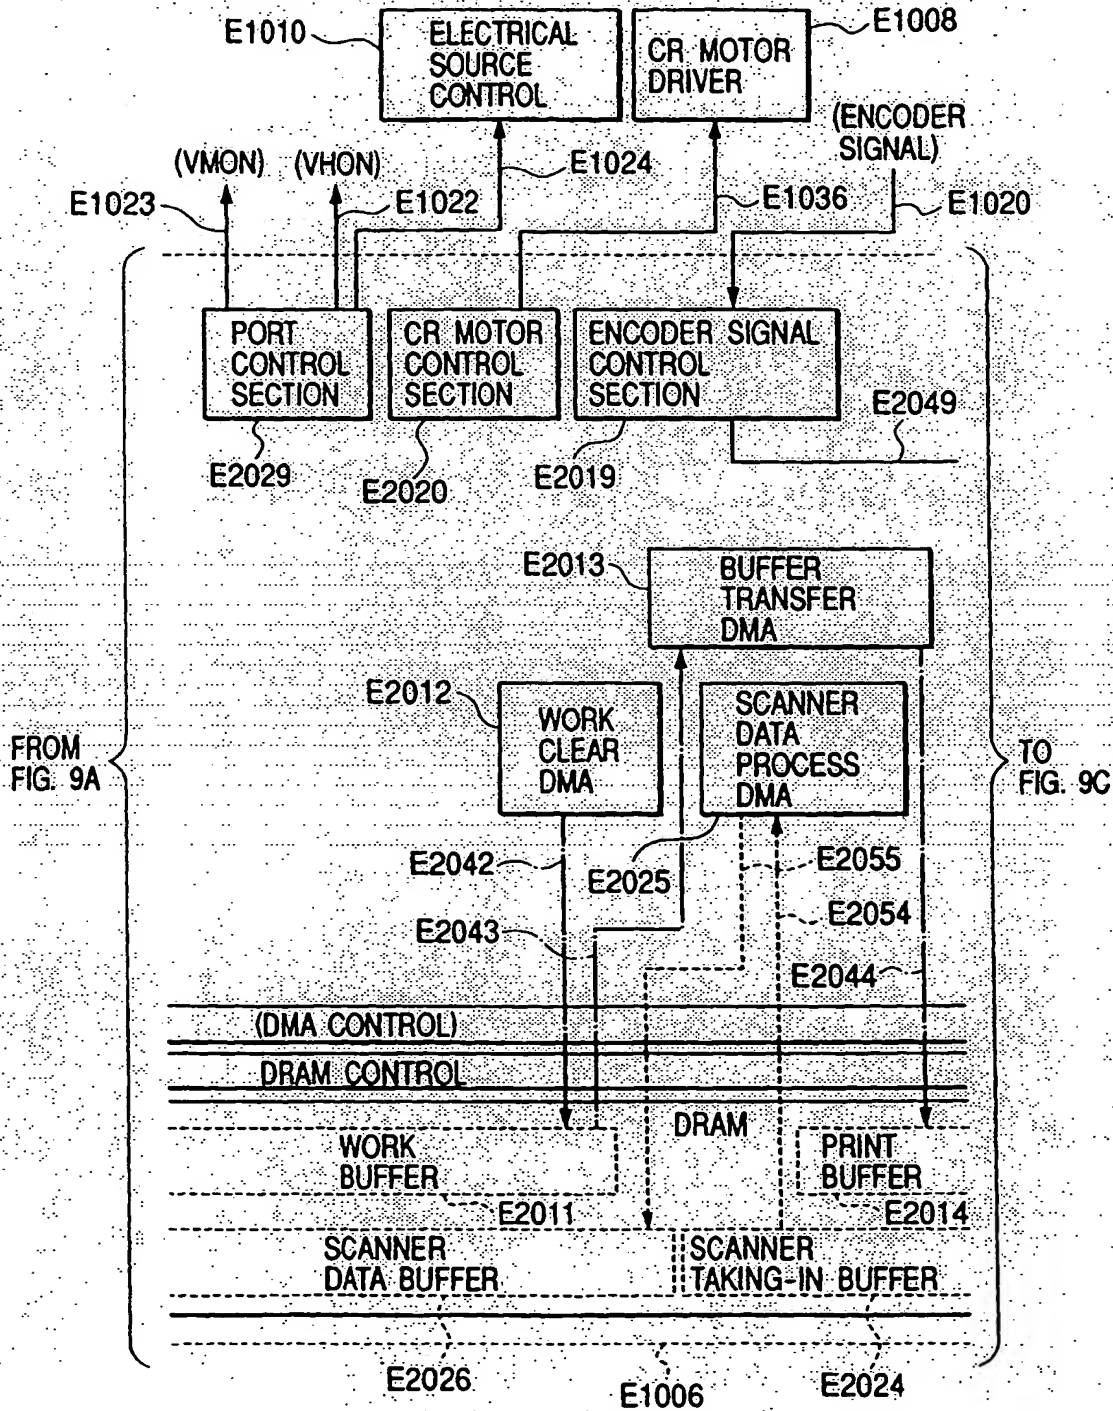 E1010
ELECTRICAL
SOURCE
CONTROL
CR MOTOR
DRIVER
E1008
(ENCODER
SIGNAL)
(VMON)
(VHON)
E1024
E1023
E1022
E1036
E1020
PORT
CONTROL
SECTION
CR MOTOR
CONTROL
SECTION
ENCODER SIGNAL
CONTROL
SECTION
E2049
E2029
E2020
E2019
E2013
BUFFER
TRANSFER
DMA
E2012
WORK
CLEAR
DMA
SCANNER
DATA
PROCESS
DMA
FROM
FIG. 9A
TO
FIG. 9C
E2042
E2025
E2055
E2054
E2043
E2044
(DMA CONTROL)
DRAM CONTROL
DRAM
WORK
BUFFER
PRINT
BUFFER
E2011
E2014
SCANNER
DATA BUFFER
SCANNER
TAKING-IN BUFFER
E2026
E1006
E2024